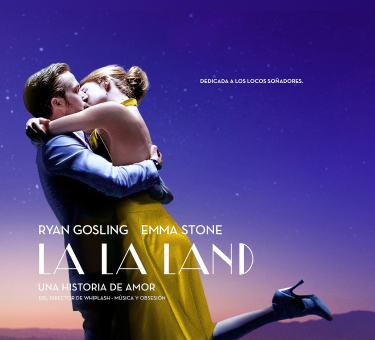 DEDICADA A LOS LOCOS SOÑADORES.
RYAN GOSLING EMMA STONE
LA LA LAND
UNA HISTORIA DE AMOR
DEL DIRECTOR DE WHIPLASH - MÚSICA Y OBSESIÓN